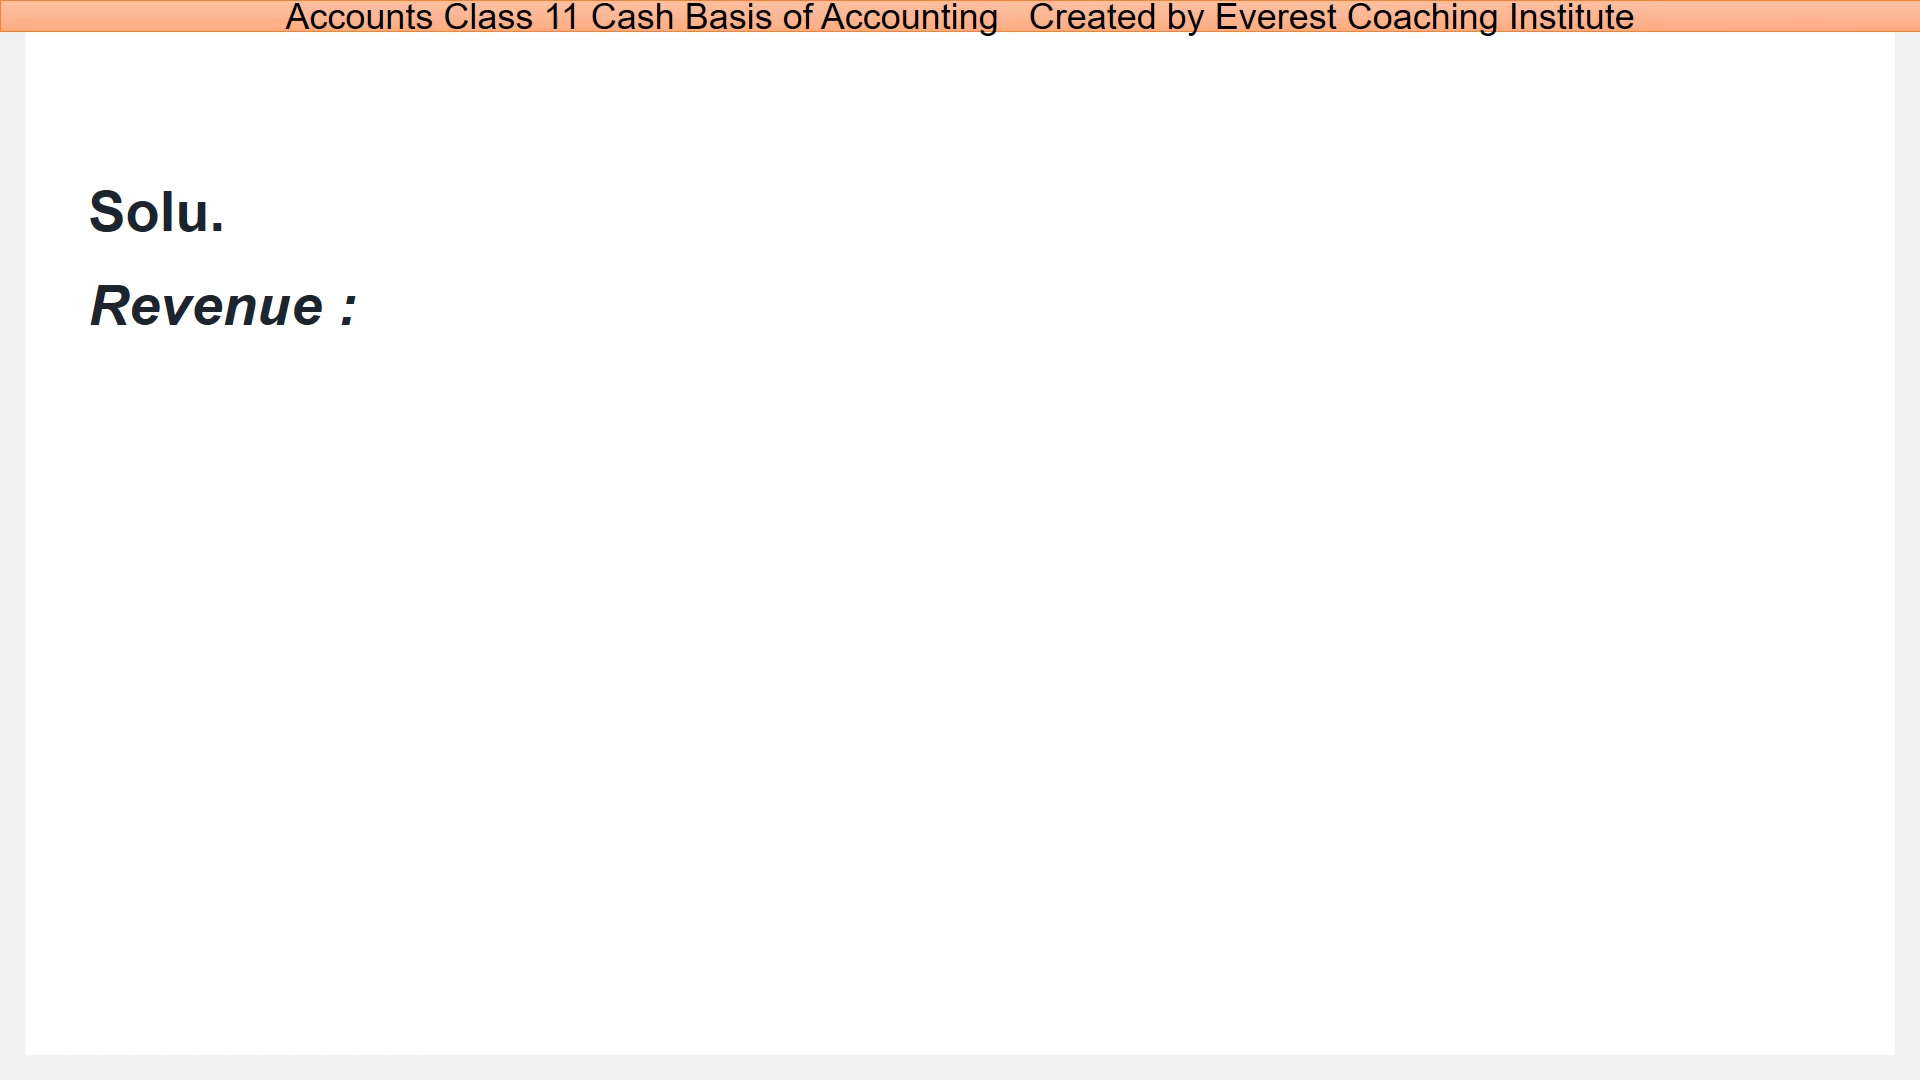 Accounts Class 11 Cash Basis of Accounting   Created by Everest Coaching Institute
Solu.
Revenue :